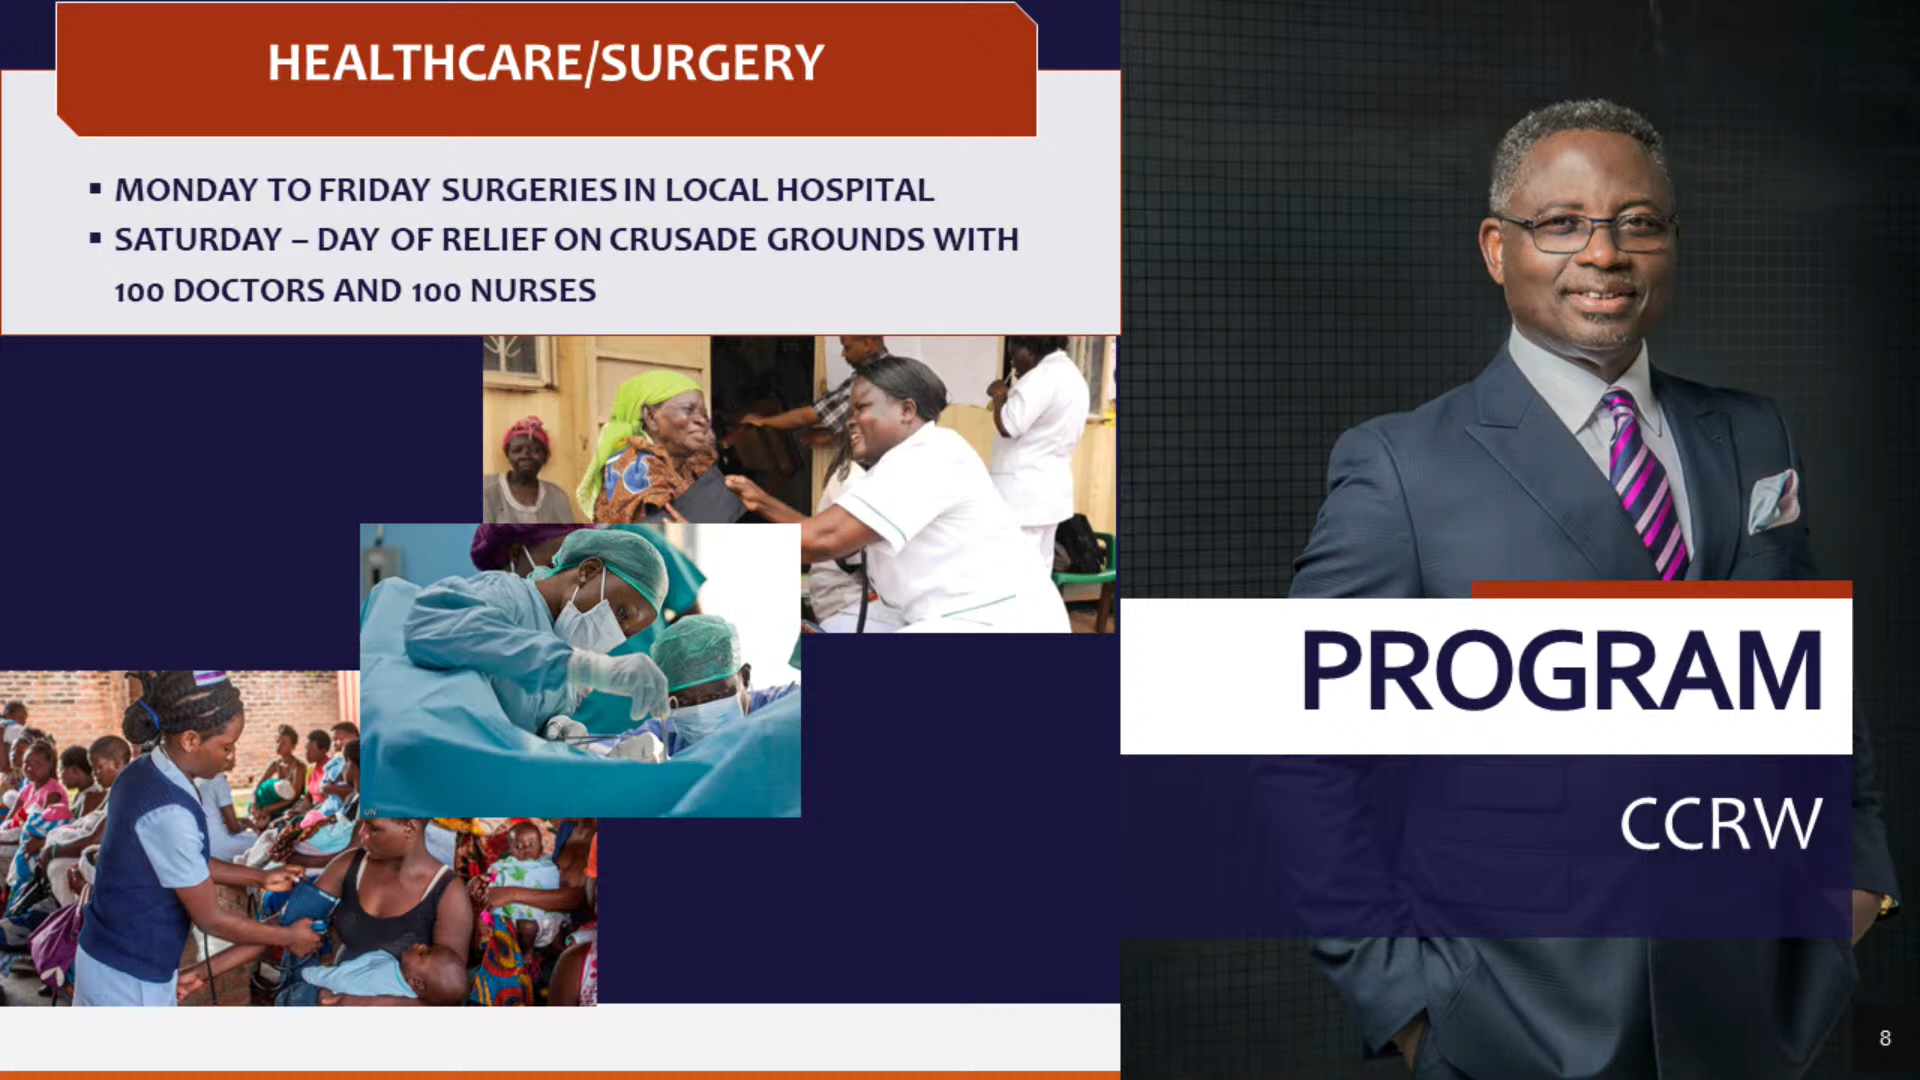 HEALTHCARE/SURGERY
▪ MONDAY TO FRIDAY SURGERIES IN LOCAL HOSPITAL
▪ SATURDAY – DAY OF RELIEF ON CRUSADE GROUNDS WITH
100 DOCTORS AND 100 NURSES
UN
PROGRAM
CCRW
8